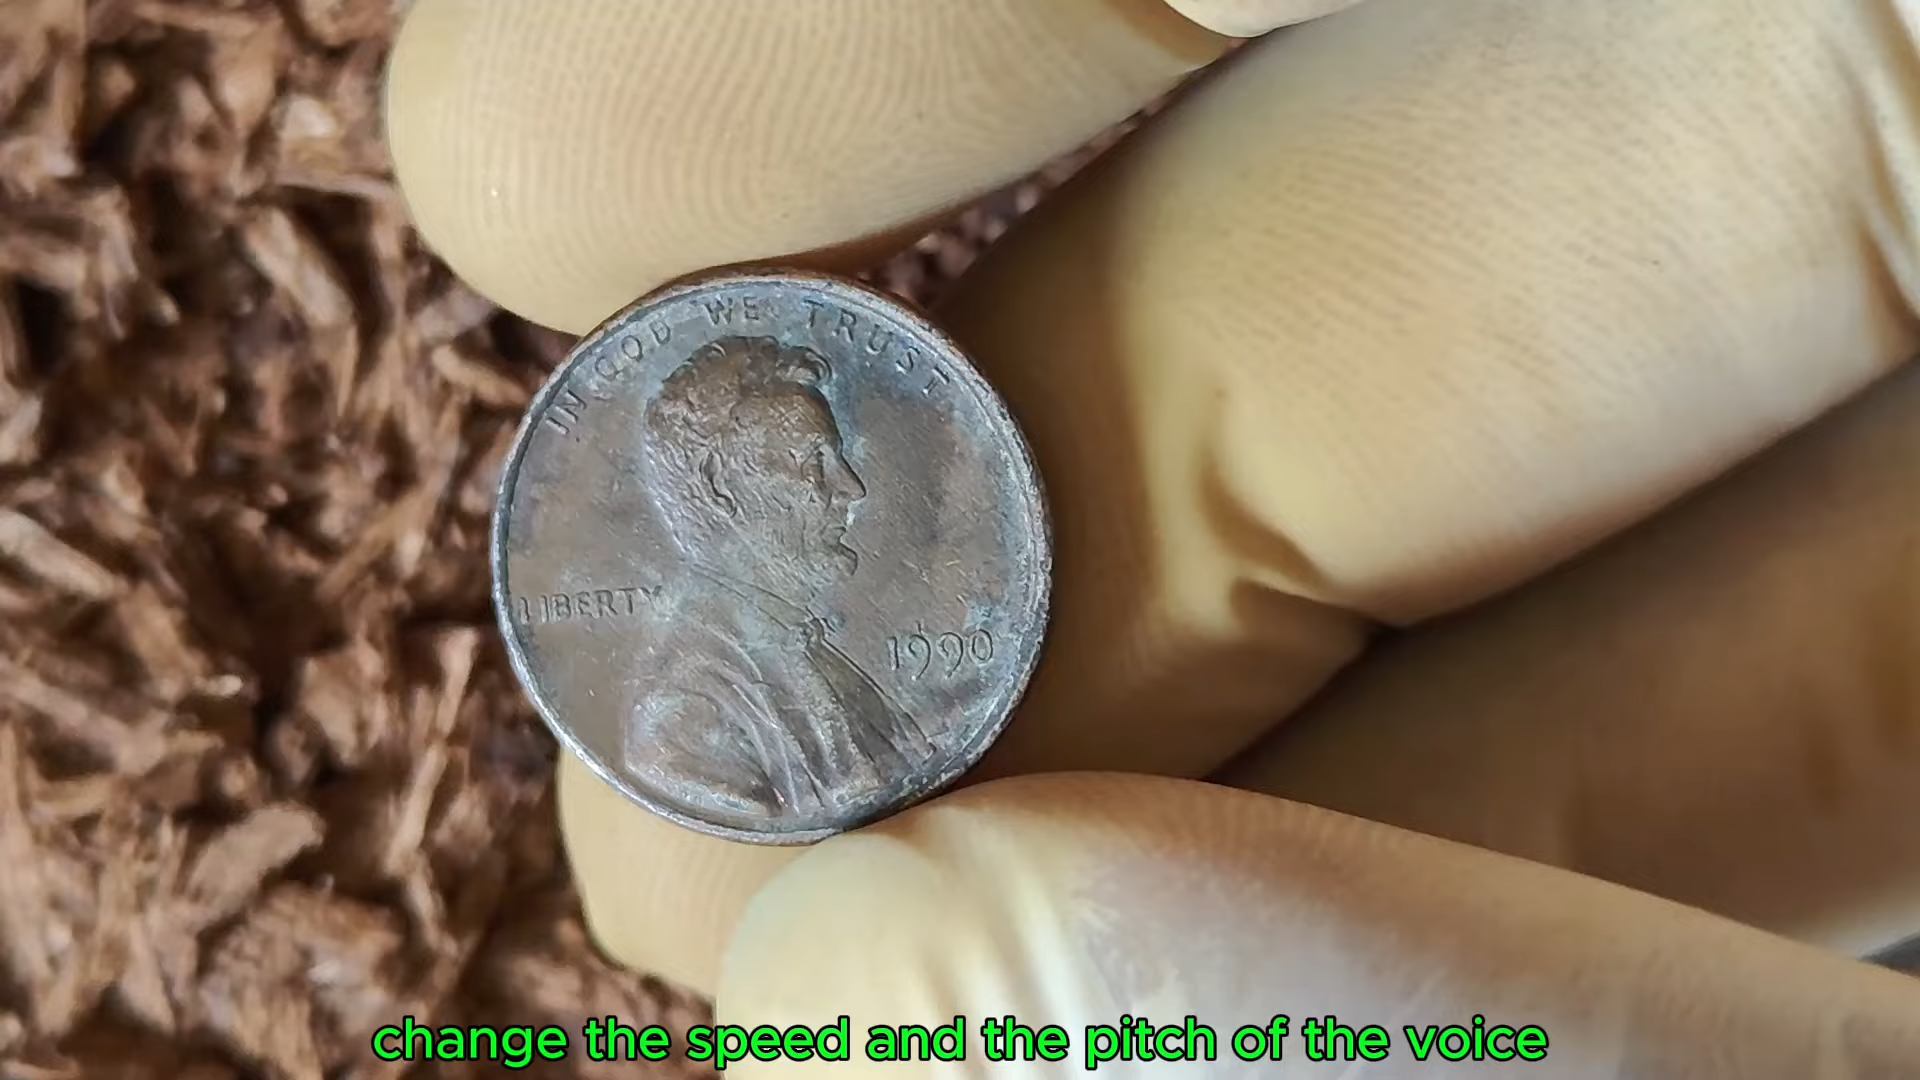 IN GOD WE TRUST
LIBERTY
1990
change the speed and the pitch of the voice